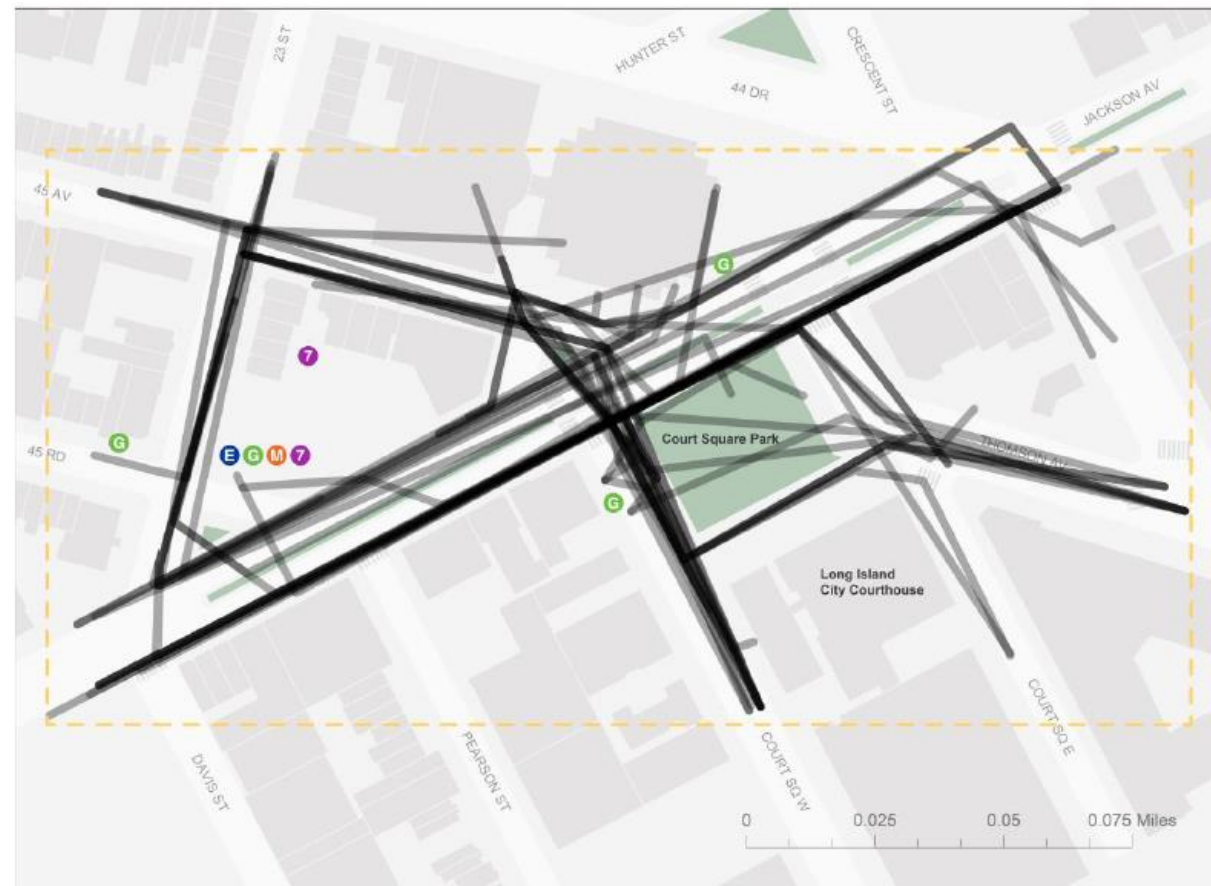 23 ST
HUNTER ST
CRESCENT ST
44 DR
JACKSON AV
45 AV
G
7
Court Square Park
G
45 RD
E G M 7
THOMSON AV
G
Long Island
City Courthouse
DAVIS ST
PEARSON ST
COURT SQ W
COURT SQ E
0 0.025 0.05 0.075 Miles